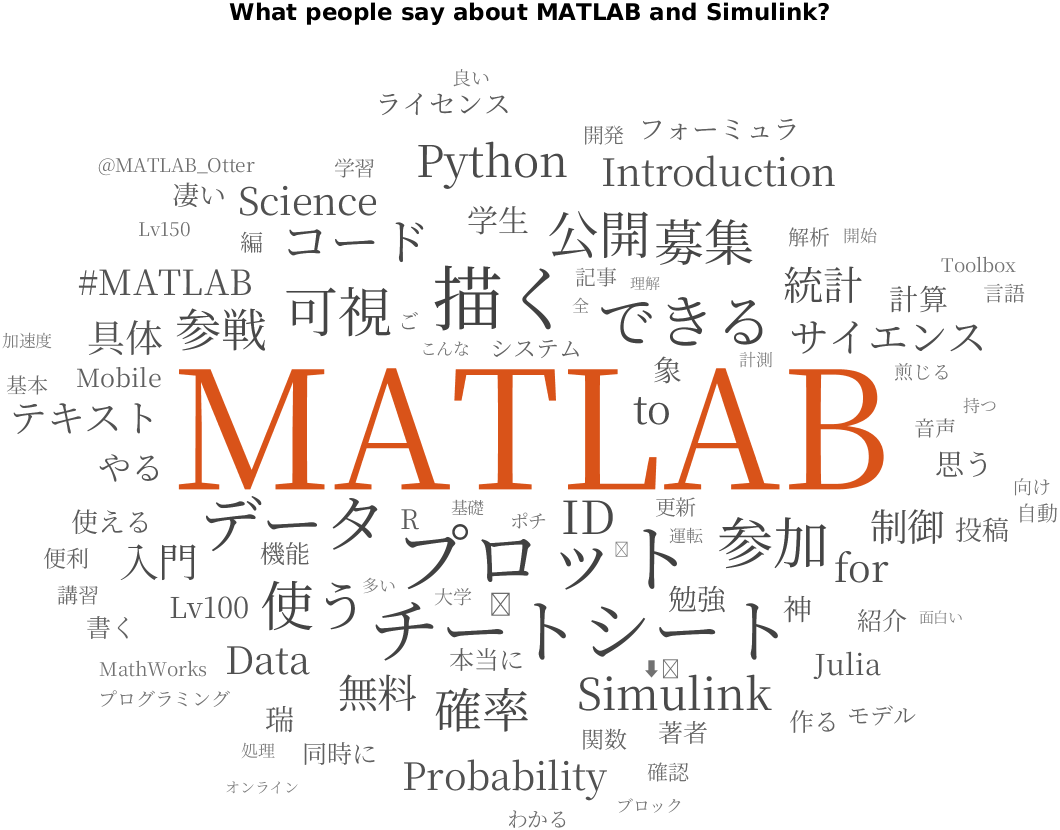 What people say about MATLAB and Simulink?
良い
ライセンス
開発 フォーミュラ
@MATLAB_Otter 学習 Python Introduction
凄い Science 学生 公開 募集
Lv150 編 コード 解析 開始
#MATLAB 可視 描く 記事 理解 統計 計算 Toolbox 言語
加速度 具体 参戦 ご こんな システム 全 できる サイエンス
基本 Mobile 象 計測 煎じる
テキスト MATLAB to 持つ
音声
やる 思う
向け
使える データ R 基礎 ポチ ID 更新 制御 投稿 自動
便利 入門 機能 プロット 運転 参加 for
講習 Lv100 使う 多い 大学 勉強 神 紹介 面白い
書く チートシート
MathWorks Data 本当に Julia
プログラミング 無料 確率 Simulink
瑞 作る モデル
処理 同時に 関数 著者
オンライン Probability 確認
わかる ブロック